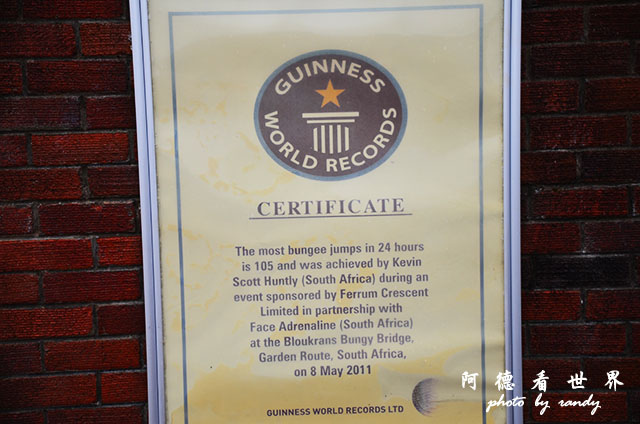 GUINNESS
WORLD RECORDS
CERTIFICATE
The most bungee jumps in 24 hours
is 105 and was achieved by Kevin
Scott Huntly (South Africa) during an
event sponsored by Ferrum Crescent
Limited in partnership with
Face Adrenaline (South Africa)
at the Bloukrans Bungy Bridge,
Garden Route, South Africa,
on 8 May 2011
GUINNESS WORLD RECORDS LTD
阿德看世界
photo by randy